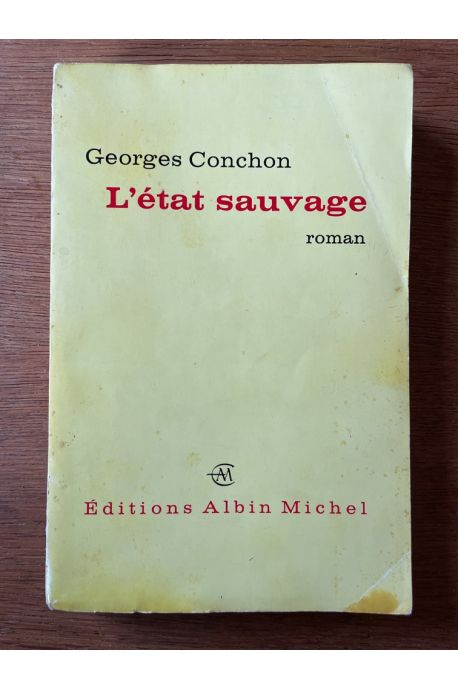 Georges Conchon
L'état sauvage
roman
AM
Éditions Albin Michel